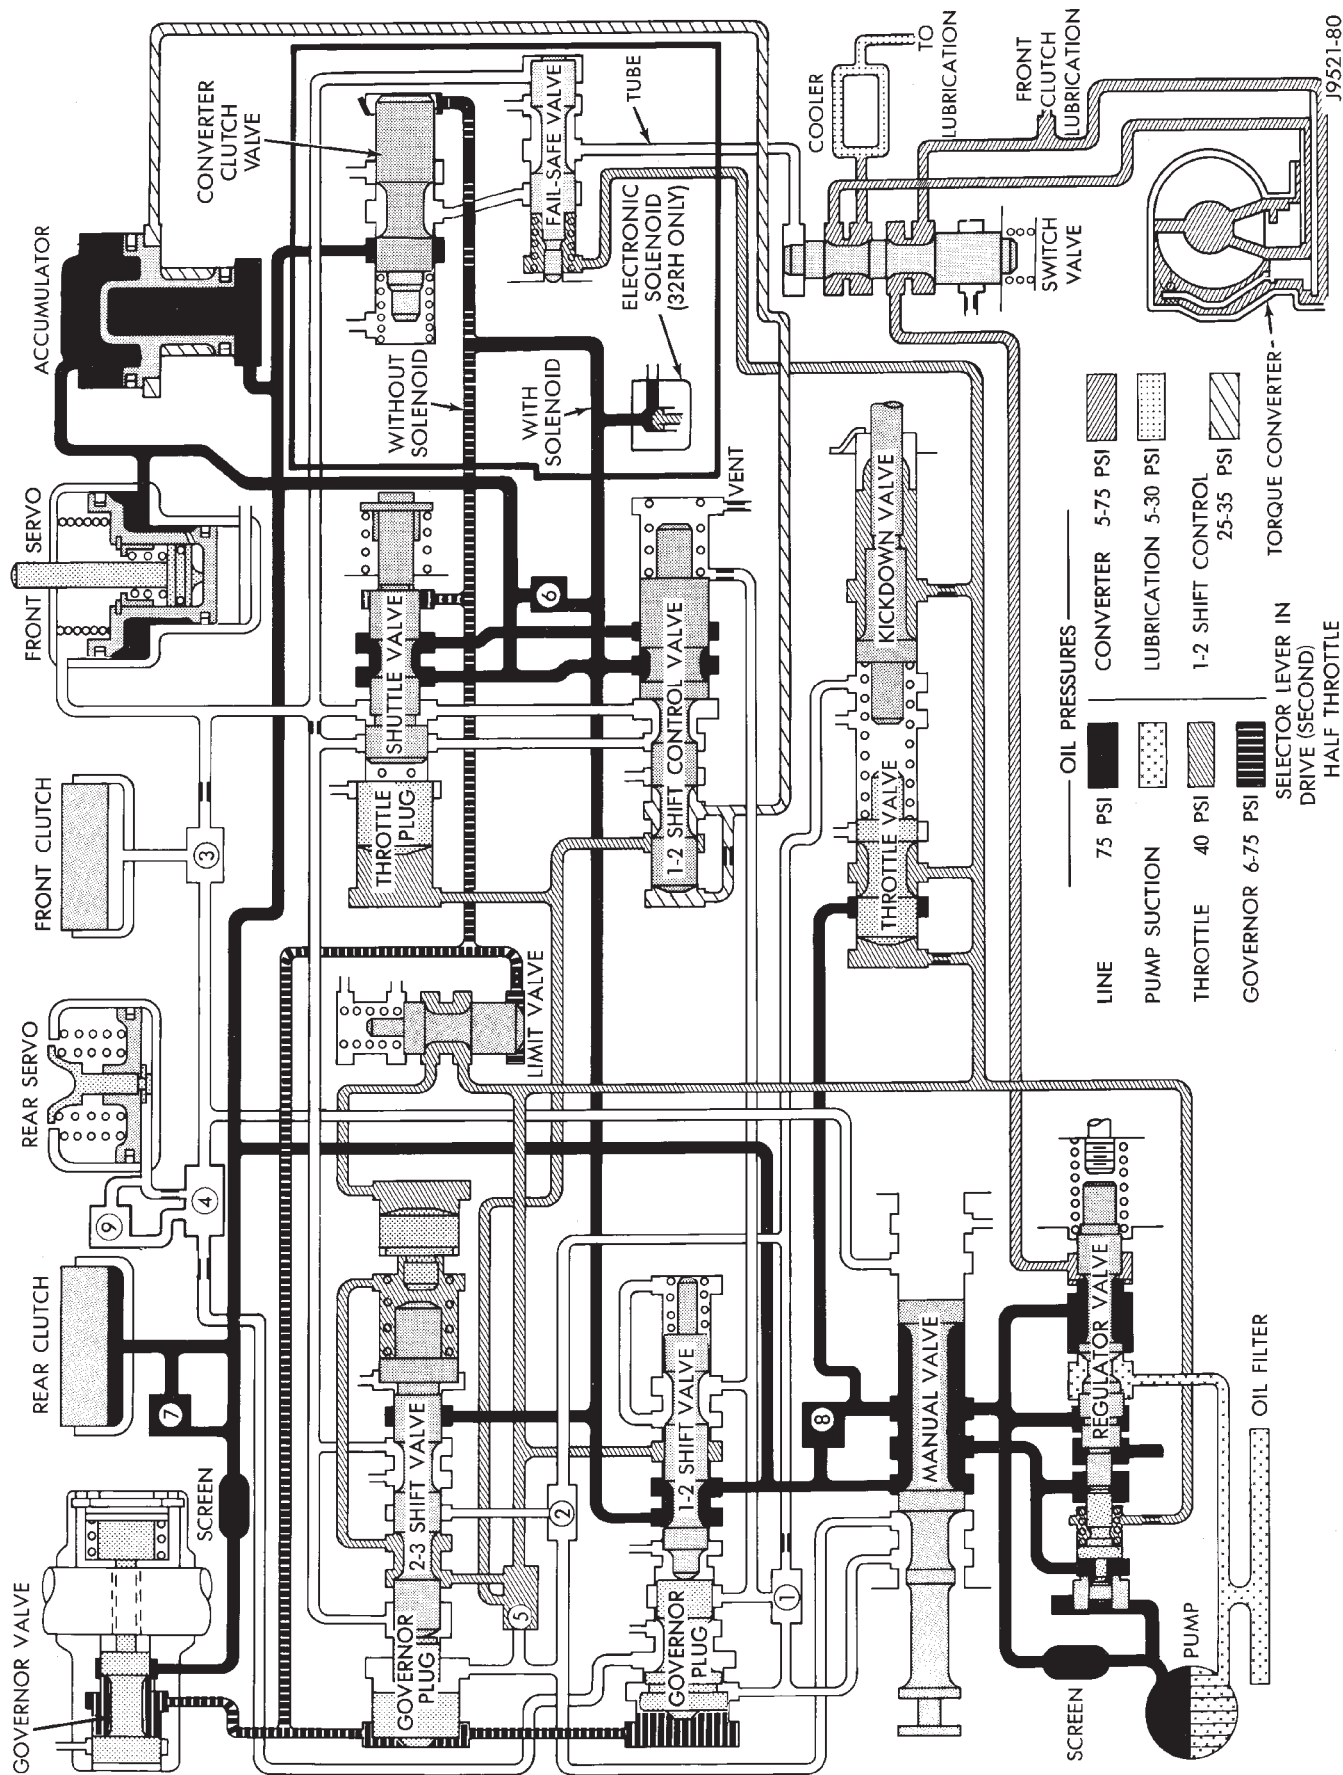 GOVERNOR VALVE
SCREEN
REAR CLUTCH
7
9
4
REAR SERVO
FRONT CLUTCH
3
FRONT SERVO
ACCUMULATOR
CONVERTER
CLUTCH
VALVE
GOVERNOR
PLUG
2-3 SHIFT VALVE
5
2
LIMIT VALVE
THROTTLE
PLUG
SHUTTLE VALVE
WITHOUT
SOLENOID
6
WITH
SOLENOID
FAIL-SAFE VALVE
ELECTRONIC
SOLENOID
(32RH ONLY)
TUBE
GOVERNOR
PLUG
1-2 SHIFT VALVE
1
8
1-2 SHIFT CONTROL VALVE
VENT
COOLER
TO
LUBRICATION
FRONT
CLUTCH
LUBRICATION
SWITCH
VALVE
MANUAL VALVE
THROTTLE VALVE
KICKDOWN VALVE
SCREEN
PUMP
REGULATOR VALVE
OIL FILTER
OIL PRESSURES
LINE 75 PSI
PUMP SUCTION
THROTTLE 40 PSI
GOVERNOR 6-75 PSI
CONVERTER 5-75 PSI
LUBRICATION 5-30 PSI
1-2 SHIFT CONTROL
25-35 PSI
SELECTOR LEVER IN
DRIVE (SECOND)
HALF THROTTLE
TORQUE CONVERTER
J9521-80